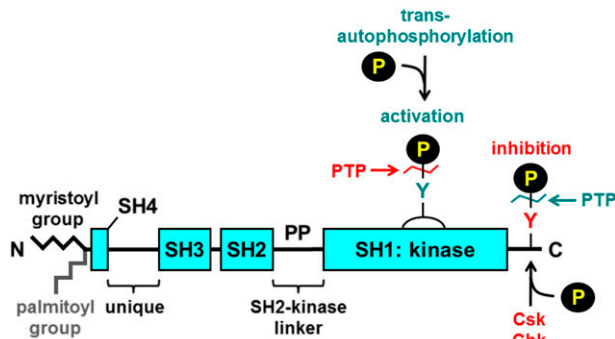 trans-
autophosphorylation
P
activation
P
inhibition
PTP
Y
P
PTP
Y
myristoyl
group
SH4
N
SH3
SH2
PP
SH1: kinase
C
palmitoyl
group
unique
SH2-kinase
linker
P
Csk
Chk